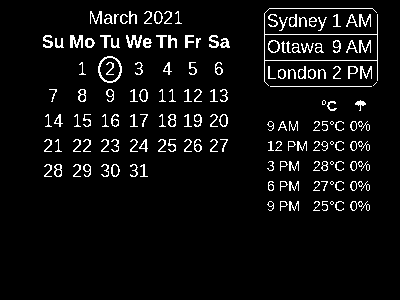 March 2021
Su Mo Tu We Th Fr Sa
1 2 3 4 5 6
7 8 9 10 11 12 13
14 15 16 17 18 19 20
21 22 23 24 25 26 27
28 29 30 31
Sydney 1 AM
Ottawa 9 AM
London 2 PM
°C ☂
9 AM 25°C 0%
12 PM 29°C 0%
3 PM 28°C 0%
6 PM 27°C 0%
9 PM 25°C 0%